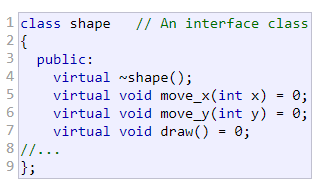 1 class shape   // An interface class
2 {
3   public:
4     virtual ~shape();
5     virtual void move_x(int x) = 0;
6     virtual void move_y(int y) = 0;
7     virtual void draw() = 0;
8 //...
9 };